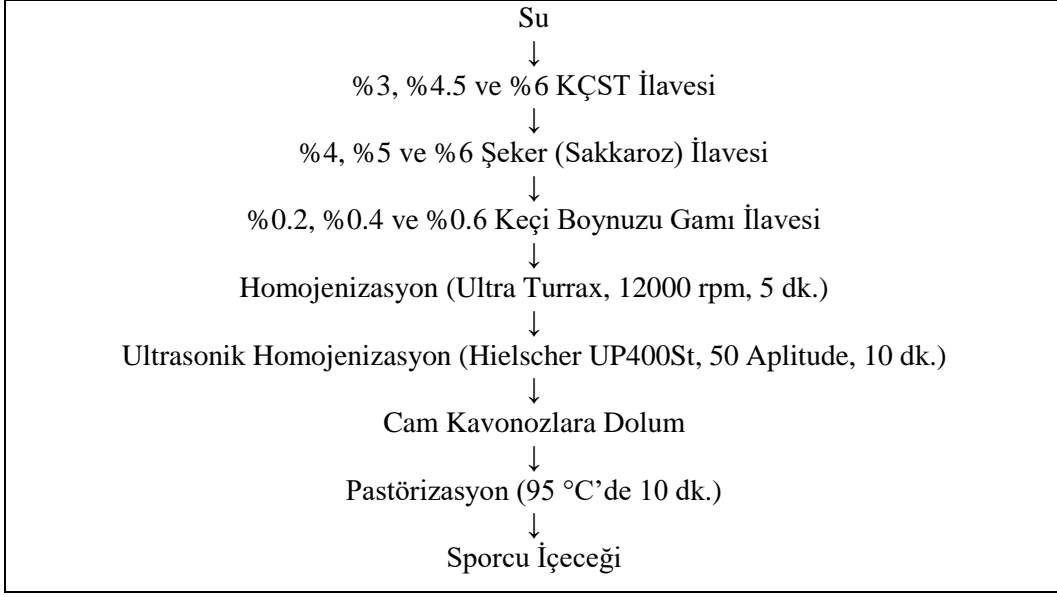 Su
↓
%3, %4.5 ve %6 KÇST İlavesi
↓
%4, %5 ve %6 Şeker (Sakkaroz) İlavesi
↓
%0.2, %0.4 ve %0.6 Keçi Boynuzu Gamı İlavesi
↓
Homojenizasyon (Ultra Turrax, 12000 rpm, 5 dk.)
↓
Ultrasonik Homojenizasyon (Hielscher UP400St, 50 Aplitude, 10 dk.)
↓
Cam Kavonozlara Dolum
↓
Pastörizasyon (95 °C’de 10 dk.)
↓
Sporcu İçeceği